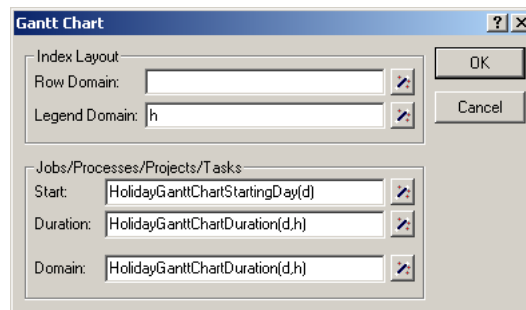 Gantt Chart
Index Layout
Row Domain:
Legend Domain: h
Jobs/Processes/Projects/Tasks
Start: HolidayGanttChartStartingDay(d)
Duration: HolidayGanttChartDuration(d,h)
Domain: HolidayGanttChartDuration(d,h)
OK
Cancel